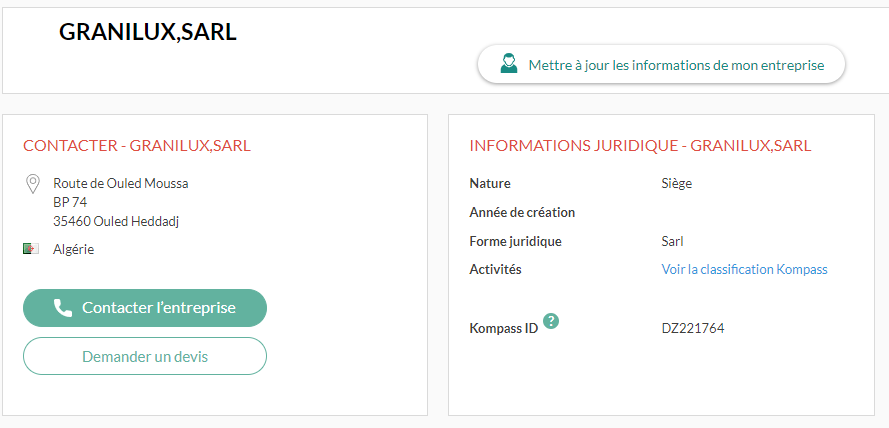 GRANILUX,SARL
Mettre à jour les informations de mon entreprise
CONTACTER - GRANILUX,SARL
Route de Ouled Moussa
BP 74
35460 Ouled Heddadj
Algérie
Contacter l'entreprise
Demander un devis
INFORMATIONS JURIDIQUE - GRANILUX,SARL
Nature Siège
Année de création
Forme juridique Sarl
Activités Voir la classification Kompass
Kompass ID ? DZ221764